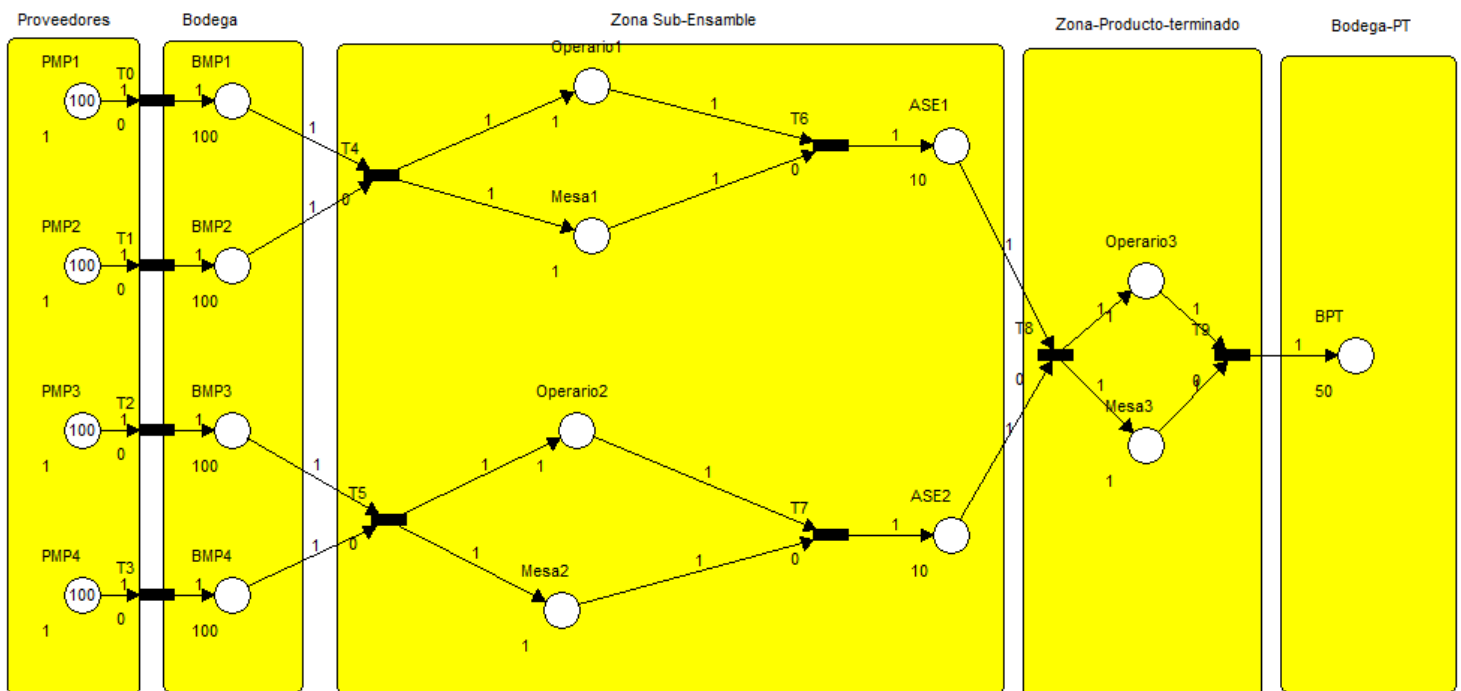 Proveedores
Bodega
Zona Sub-Ensamble
Zona-Producto-terminado
Bodega-PT
PMP1
100
1
T0
1
0
BMP1
1
100
PMP2
100
1
T1
1
0
BMP2
1
100
PMP3
100
1
T2
1
0
BMP3
1
100
PMP4
100
1
T3
1
0
BMP4
1
100
1
1
T4
0
1
1
Operario1
1
Mesa1
1
1
1
T6
0
1
ASE1
10
1
1
T5
0
1
1
Operario2
1
Mesa2
1
1
1
T7
0
1
ASE2
10
1
1
T8
0
1
1
Operario3
1
Mesa3
1
1
1
T9
0
1
BPT
50